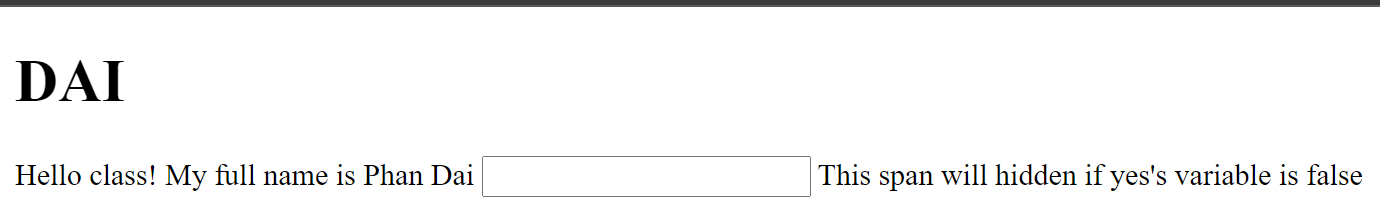 DAI
Hello class! My full name is Phan Dai This span will hidden if yes's variable is false